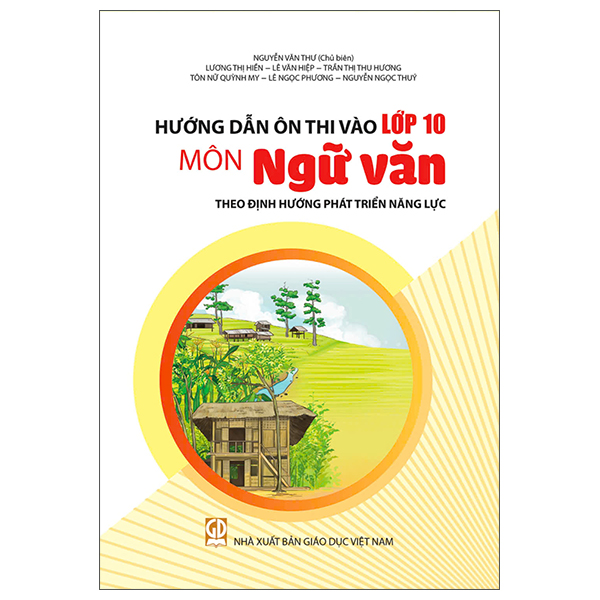 NGUYỄN VĂN THƯ (Chủ biên)
LƯƠNG THỊ HIỀN – LÊ VĂN HIỆP – TRẦN THỊ THU HƯƠNG
TÔN NỮ QUỲNH MY – LÊ NGỌC PHƯƠNG – NGUYỄN NGỌC THUÝ
HƯỚNG DẪN ÔN THI VÀO LỚP 10
MÔN Ngữ văn
THEO ĐỊNH HƯỚNG PHÁT TRIỂN NĂNG LỰC
GD
NHÀ XUẤT BẢN GIÁO DỤC VIỆT NAM